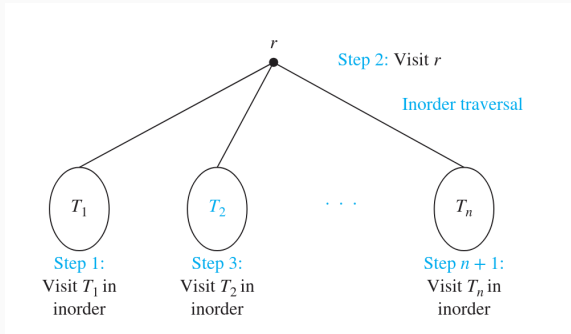 r
Step 2: Visit r
Inorder traversal
T₁
T₂
. . .
Tₙ
Step 1:
Visit T₁ in
inorder
Step 3:
Visit T₂ in
inorder
Step n + 1:
Visit Tₙ in
inorder